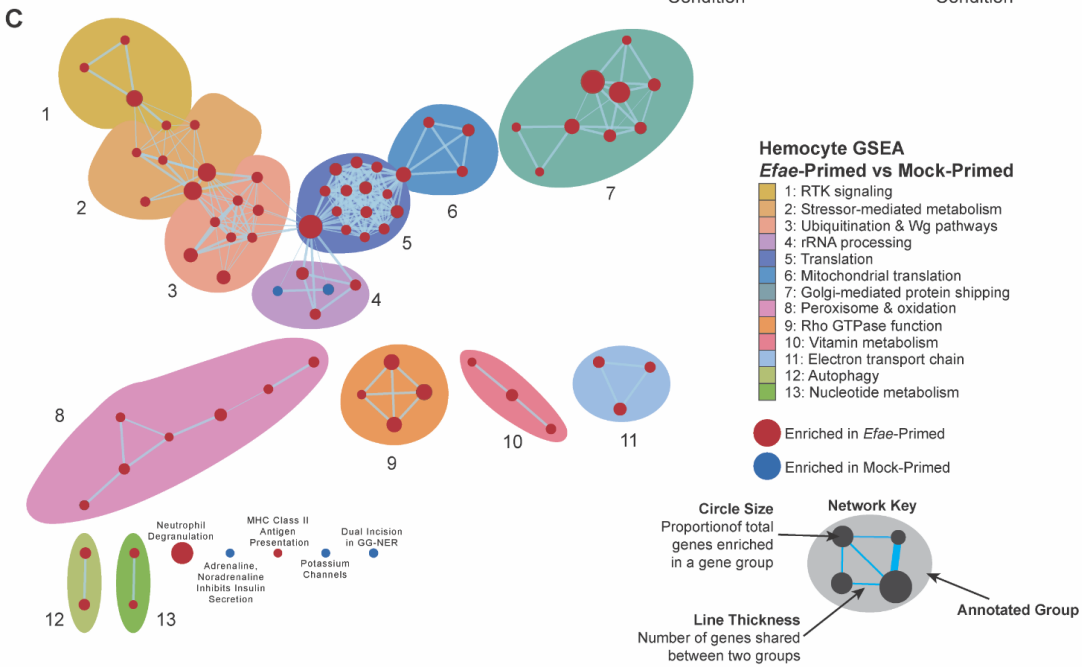 Condition
Condition
C
1
2
3
4
5
6
7
8
9
10
11
12
13
Neutrophil
Degranulation
Adrenaline,
Noradrenaline
Inhibits Insulin
Secretion
MHC Class II
Antigen
Presentation
Potassium
Channels
Dual Incision
in GG-NER
Hemocyte GSEA
Efae-Primed vs Mock-Primed
1: RTK signaling
2: Stressor-mediated metabolism
3: Ubiquitination & Wg pathways
4: rRNA processing
5: Translation
6: Mitochondrial translation
7: Golgi-mediated protein shipping
8: Peroxisome & oxidation
9: Rho GTPase function
10: Vitamin metabolism
11: Electron transport chain
12: Autophagy
13: Nucleotide metabolism
Enriched in Efae-Primed
Enriched in Mock-Primed
Network Key
Circle Size
Proportionof total
genes enriched
in a gene group
Line Thickness
Number of genes shared
between two groups
Annotated Group